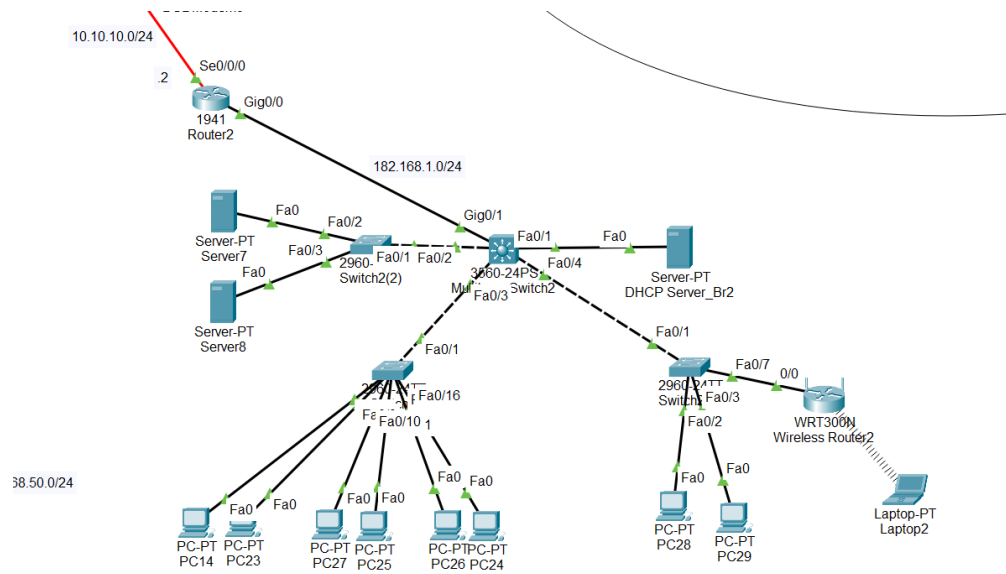 10.10.10.0/24
Se0/0/0
.2
Gig0/0
1941
Router2
182.168.1.0/24
Gig0/1
Fa0
Fa0/2
Server-PT
Server7
Fa0/3
Fa0/1
Fa0/2
2960-
Switch2(2)
Fa0/1
Fa0
Fa0/4
3560-24PS
Switch2
Server-PT
DHCP Server_Br2
Fa0
Server-PT
Server8
Fa0/3
Fa0/1
Fa0/1
Fa0/7
0/0
2960-24TT
Fa0/3
Fa0/2
WRT300N
Wireless Router2
Fa0/16
Fa0/10
1
68.50.0/24
Fa0
Fa0
Fa0
Fa0
Fa0
Fa0
Fa0
Fa0
PC-PT
PC14
PC-PT
PC23
PC-PT
PC27
PC-PT
PC25
PC-PT
PC26
PC-PT
PC24
PC-PT
PC28
PC-PT
PC29
Laptop-PT
Laptop2